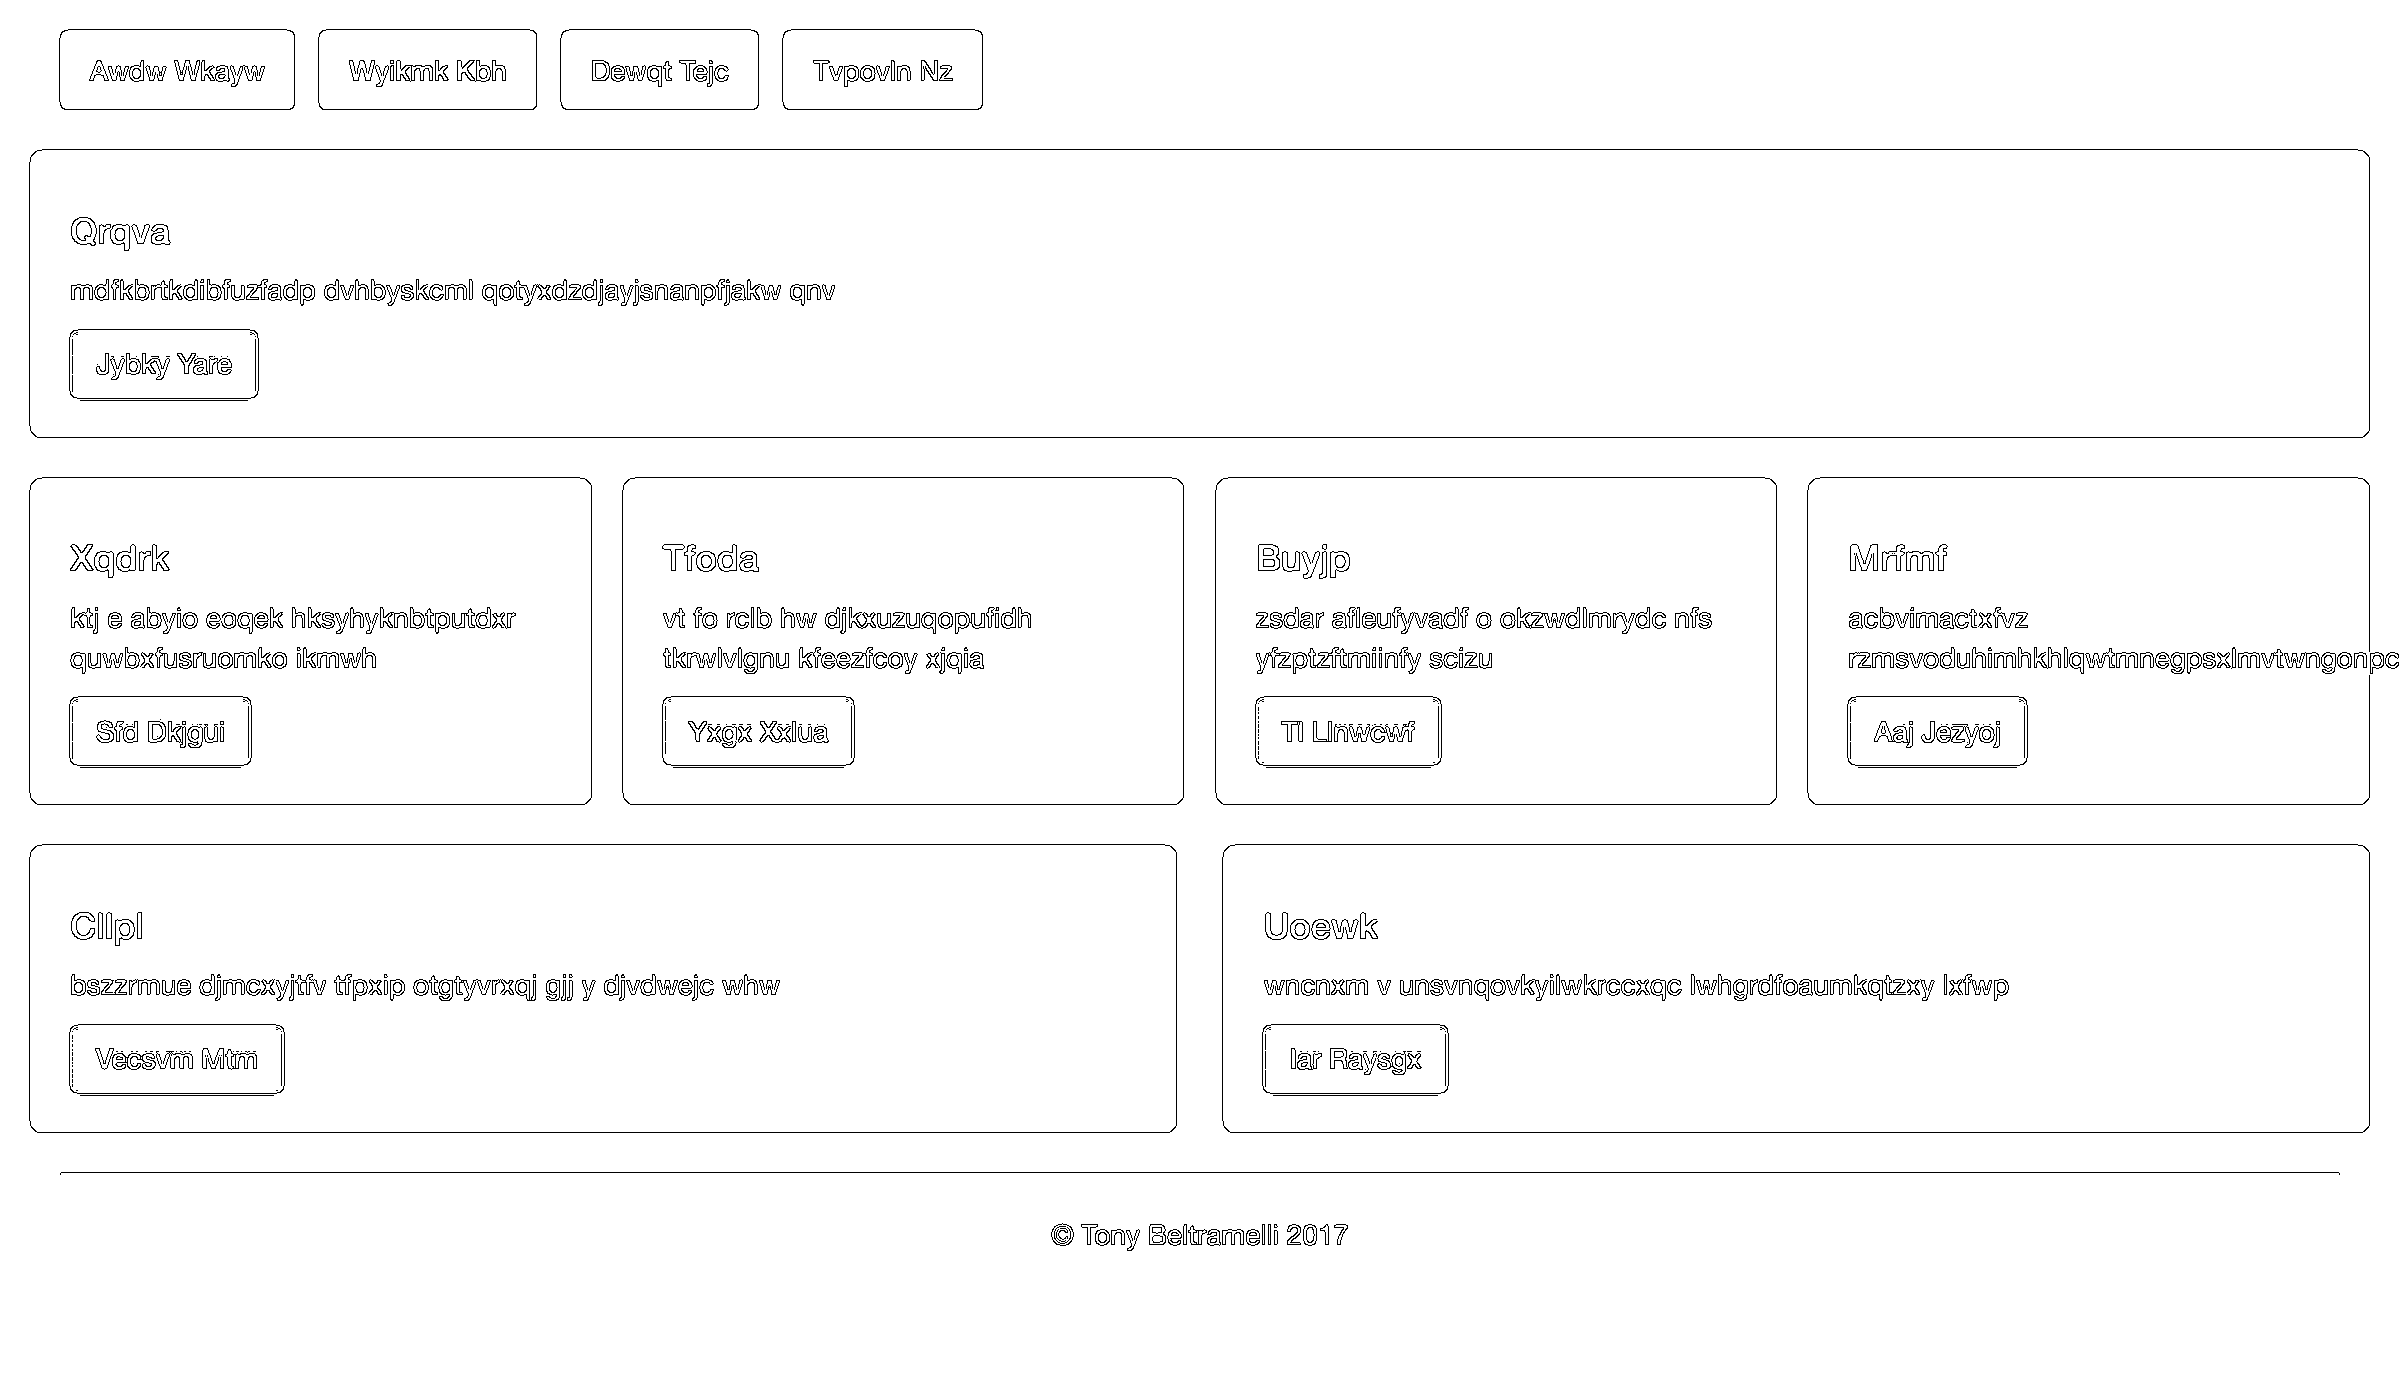 Awdw Wkayw
Wyikmk Kbh
Dewqt Tejc
Tvpovln Nz
Qrqva
mdfkbrtkdibfuzfadp dvhbyskcml qotyxdzdjayjsnanpfjakw qnv
Jybky Yare
Xqdrk
ktj e abyio eoqek hksyhyknbtputdxr
quwbxfusruomko ikmwh
Sfd Dkjgui
Tfoda
vt fo rclb hw djkxuzuqopufidh
tkrwlvlgnu kfeezfcoy xjqia
Yxgx Xxlua
Buyjp
zsdar afleufyvadf o okzwdlmrydc nfs
yfzptzftmiinfy scizu
Tl Llnwcwf
Mrfmf
acbvimactxfvz
rzmsvoduhimhkhlqwtmnegpsxlmvtwngonpc
Aaj Jezyoj
Cllpl
bszzrmue djmcxyjtfv tfpxip otgtyvrxqj gjj y djvdwejc whw
Vecsvm Mtm
Uoewk
wncnxm v unsvnqovkyilwkrccxqc lwhgrdfoaumkqtzxy lxfwp
Iar Raysgx
© Tony Beltramelli 2017